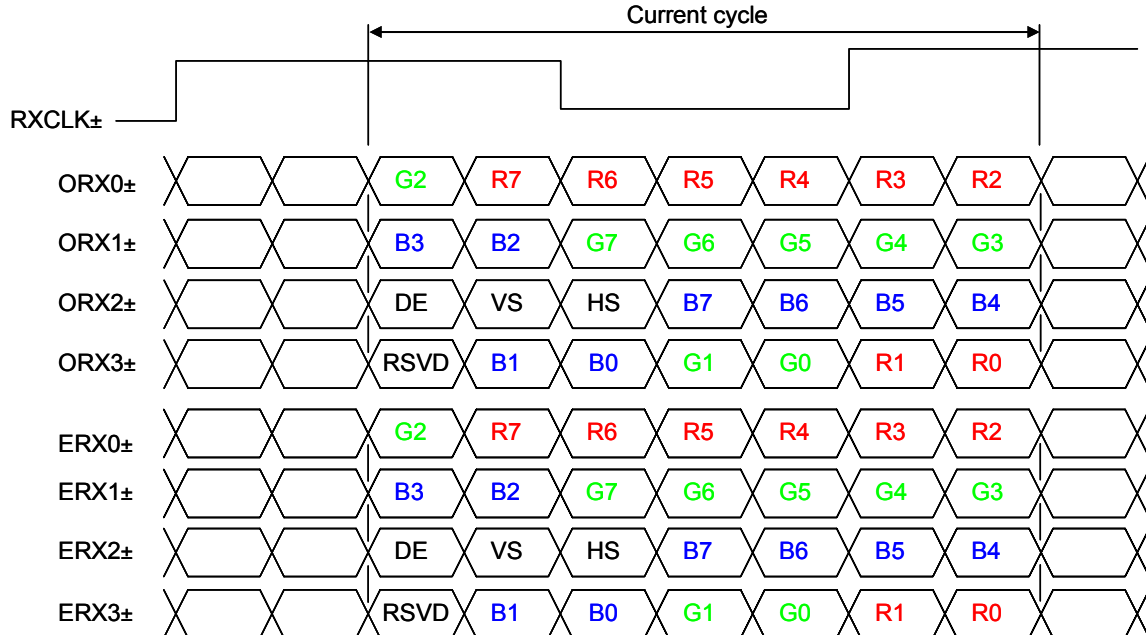 Current cycle
RXCLK±
ORX0± G2 R7 R6 R5 R4 R3 R2
ORX1± B3 B2 G7 G6 G5 G4 G3
ORX2± DE VS HS B7 B6 B5 B4
ORX3± RSVD B1 B0 G1 G0 R1 R0
ERX0± G2 R7 R6 R5 R4 R3 R2
ERX1± B3 B2 G7 G6 G5 G4 G3
ERX2± DE VS HS B7 B6 B5 B4
ERX3± RSVD B1 B0 G1 G0 R1 R0